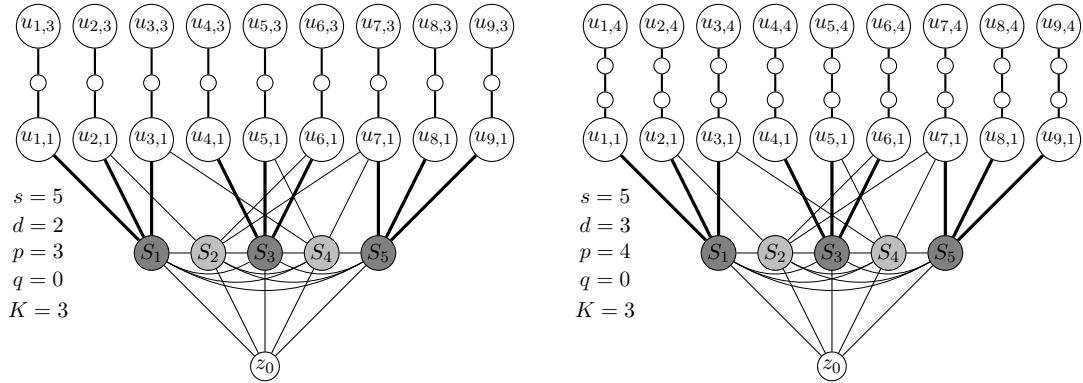 u1,3 u2,3 u3,3 u4,3 u5,3 u6,3 u7,3 u8,3 u9,3
u1,1 u2,1 u3,1 u4,1 u5,1 u6,1 u7,1 u8,1 u9,1
s = 5
d = 2
p = 3
q = 0
K = 3
S1 S2 S3 S4 S5
z0
u1,4 u2,4 u3,4 u4,4 u5,4 u6,4 u7,4 u8,4 u9,4
u1,1 u2,1 u3,1 u4,1 u5,1 u6,1 u7,1 u8,1 u9,1
s = 5
d = 3
p = 4
q = 0
K = 3
S1 S2 S3 S4 S5
z0